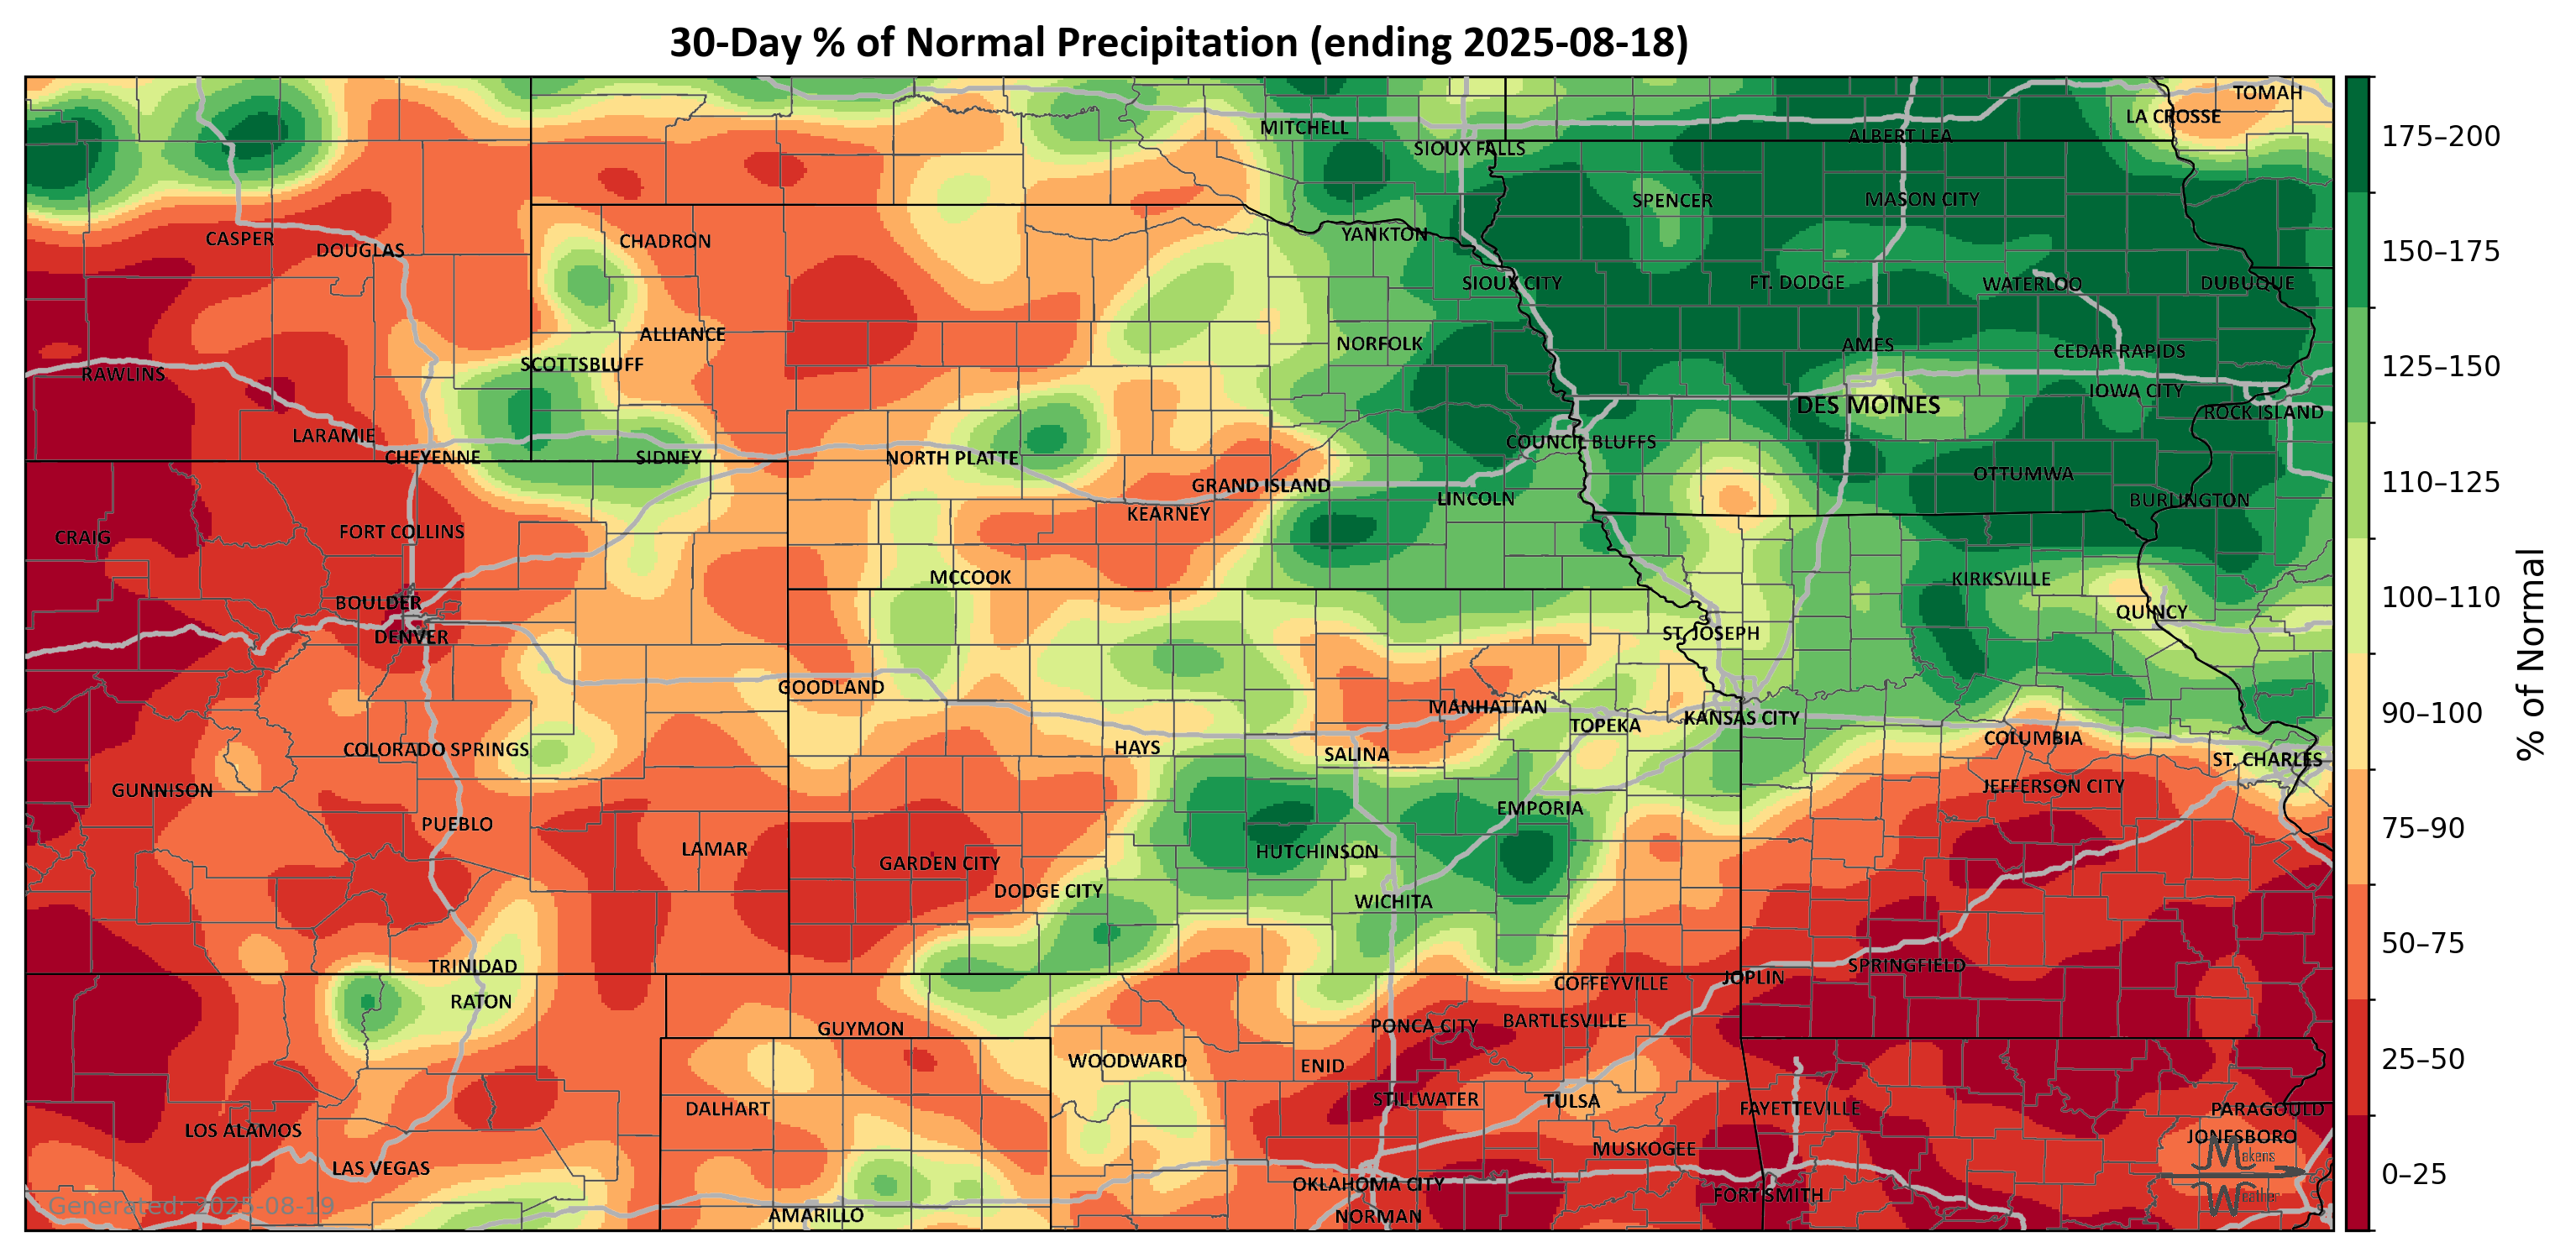 30-Day % of Normal Precipitation (ending 2025-08-18)
TOMAH
LA CROSSE
MITCHELL
ALBERT LEA
SIOUX FALLS
SPENCER
MASON CITY
YANKTON
CASPER
CHADRON
DOUGLAS
SIOUX CITY
FT. DODGE
WATERLOO
DUBUQUE
ALLIANCE
NORFOLK
AMES
CEDAR RAPIDS
SCOTTSBLUFF
RAWLINS
IOWA CITY
DES MOINES
ROCK ISLAND
LARAMIE
COUNCIL BLUFFS
CHEYENNE
SIDNEY
NORTH PLATTE
OTTUMWA
GRAND ISLAND
LINCOLN
BURLINGTON
KEARNEY
CRAIG
FORT COLLINS
MCCOOK
KIRKSVILLE
BOULDER
QUINCY
DENVER
ST. JOSEPH
GOODLAND
MANHATTAN
TOPEKA
KANSAS CITY
COLORADO SPRINGS
HAYS
SALINA
COLUMBIA
ST. CHARLES
GUNNISON
JEFFERSON CITY
EMPORIA
PUEBLO
LAMAR
GARDEN CITY
HUTCHINSON
DODGE CITY
WICHITA
TRINIDAD
SPRINGFIELD
COFFEYVILLE
JOPLIN
RATON
GUYMON
PONCA CITY
BARTLESVILLE
WOODWARD
ENID
DALHART
STILLWATER
TULSA
FAYETTEVILLE
PARAGOULD
LOS ALAMOS
JONESBORO
MUSKOGEE
LAS VEGAS
OKLAHOMA CITY
FORT SMITH
AMARILLO
NORMAN
Makens
Weather
Generated: 2025-08-19
175–200
150–175
125–150
110–125
100–110
90–100
75–90
50–75
25–50
0–25
% of Normal